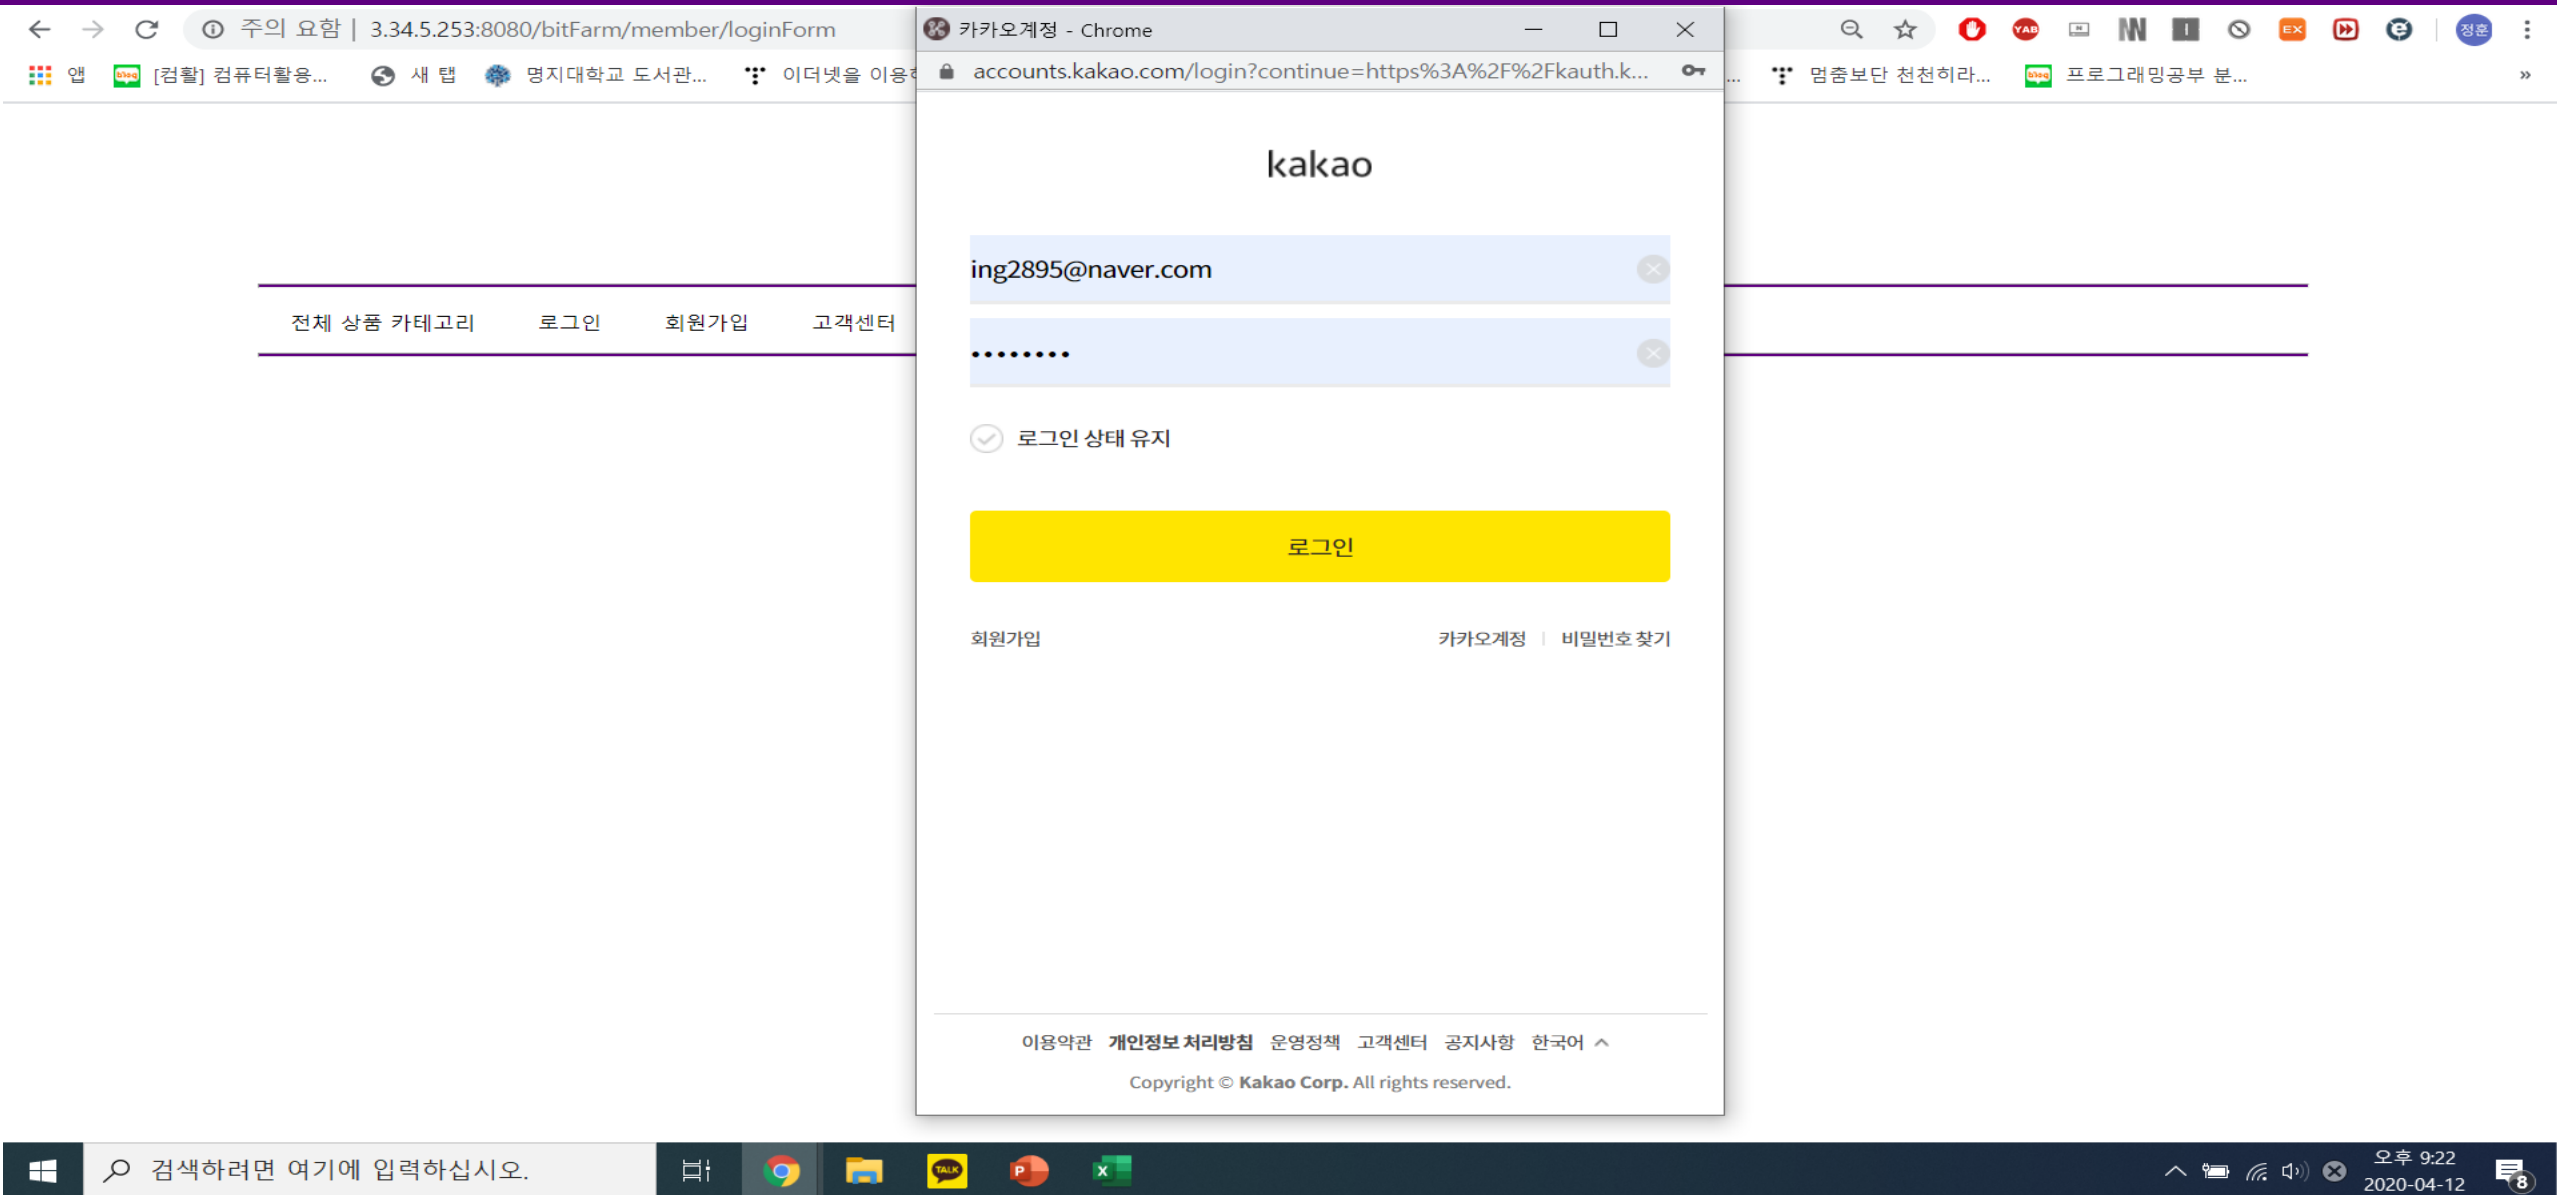 주의 요함 | 3.34.5.253:8080/bitFarm/member/loginForm
카카오계정 - Chrome
YAB
EX
정훈
앱
blog
[컴활] 컴퓨터활용...
새 탭
명지대학교 도서관...
이더넷을 이용
accounts.kakao.com/login?continue=https%3A%2F%2Fkauth.k...
...
멈춤보단 천천히라...
blog
프로그래밍공부 분...
»
kakao
ing2895@naver.com
전체 상품 카테고리
로그인
회원가입
고객센터
••••••••
로그인 상태 유지
로그인
회원가입
카카오계정 | 비밀번호 찾기
이용약관 개인정보 처리방침 운영정책 고객센터 공지사항 한국어
Copyright © Kakao Corp. All rights reserved.
검색하려면 여기에 입력하십시오.
TALK
P
X
오후 9:22
2020-04-12
8